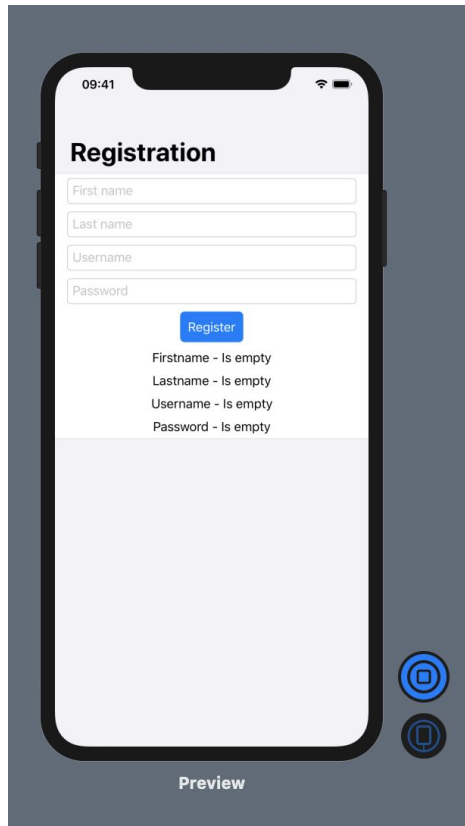 09:41
Registration
First name
Last name
Username
Password
Register
Firstname - Is empty
Lastname - Is empty
Username - Is empty
Password - Is empty
Preview